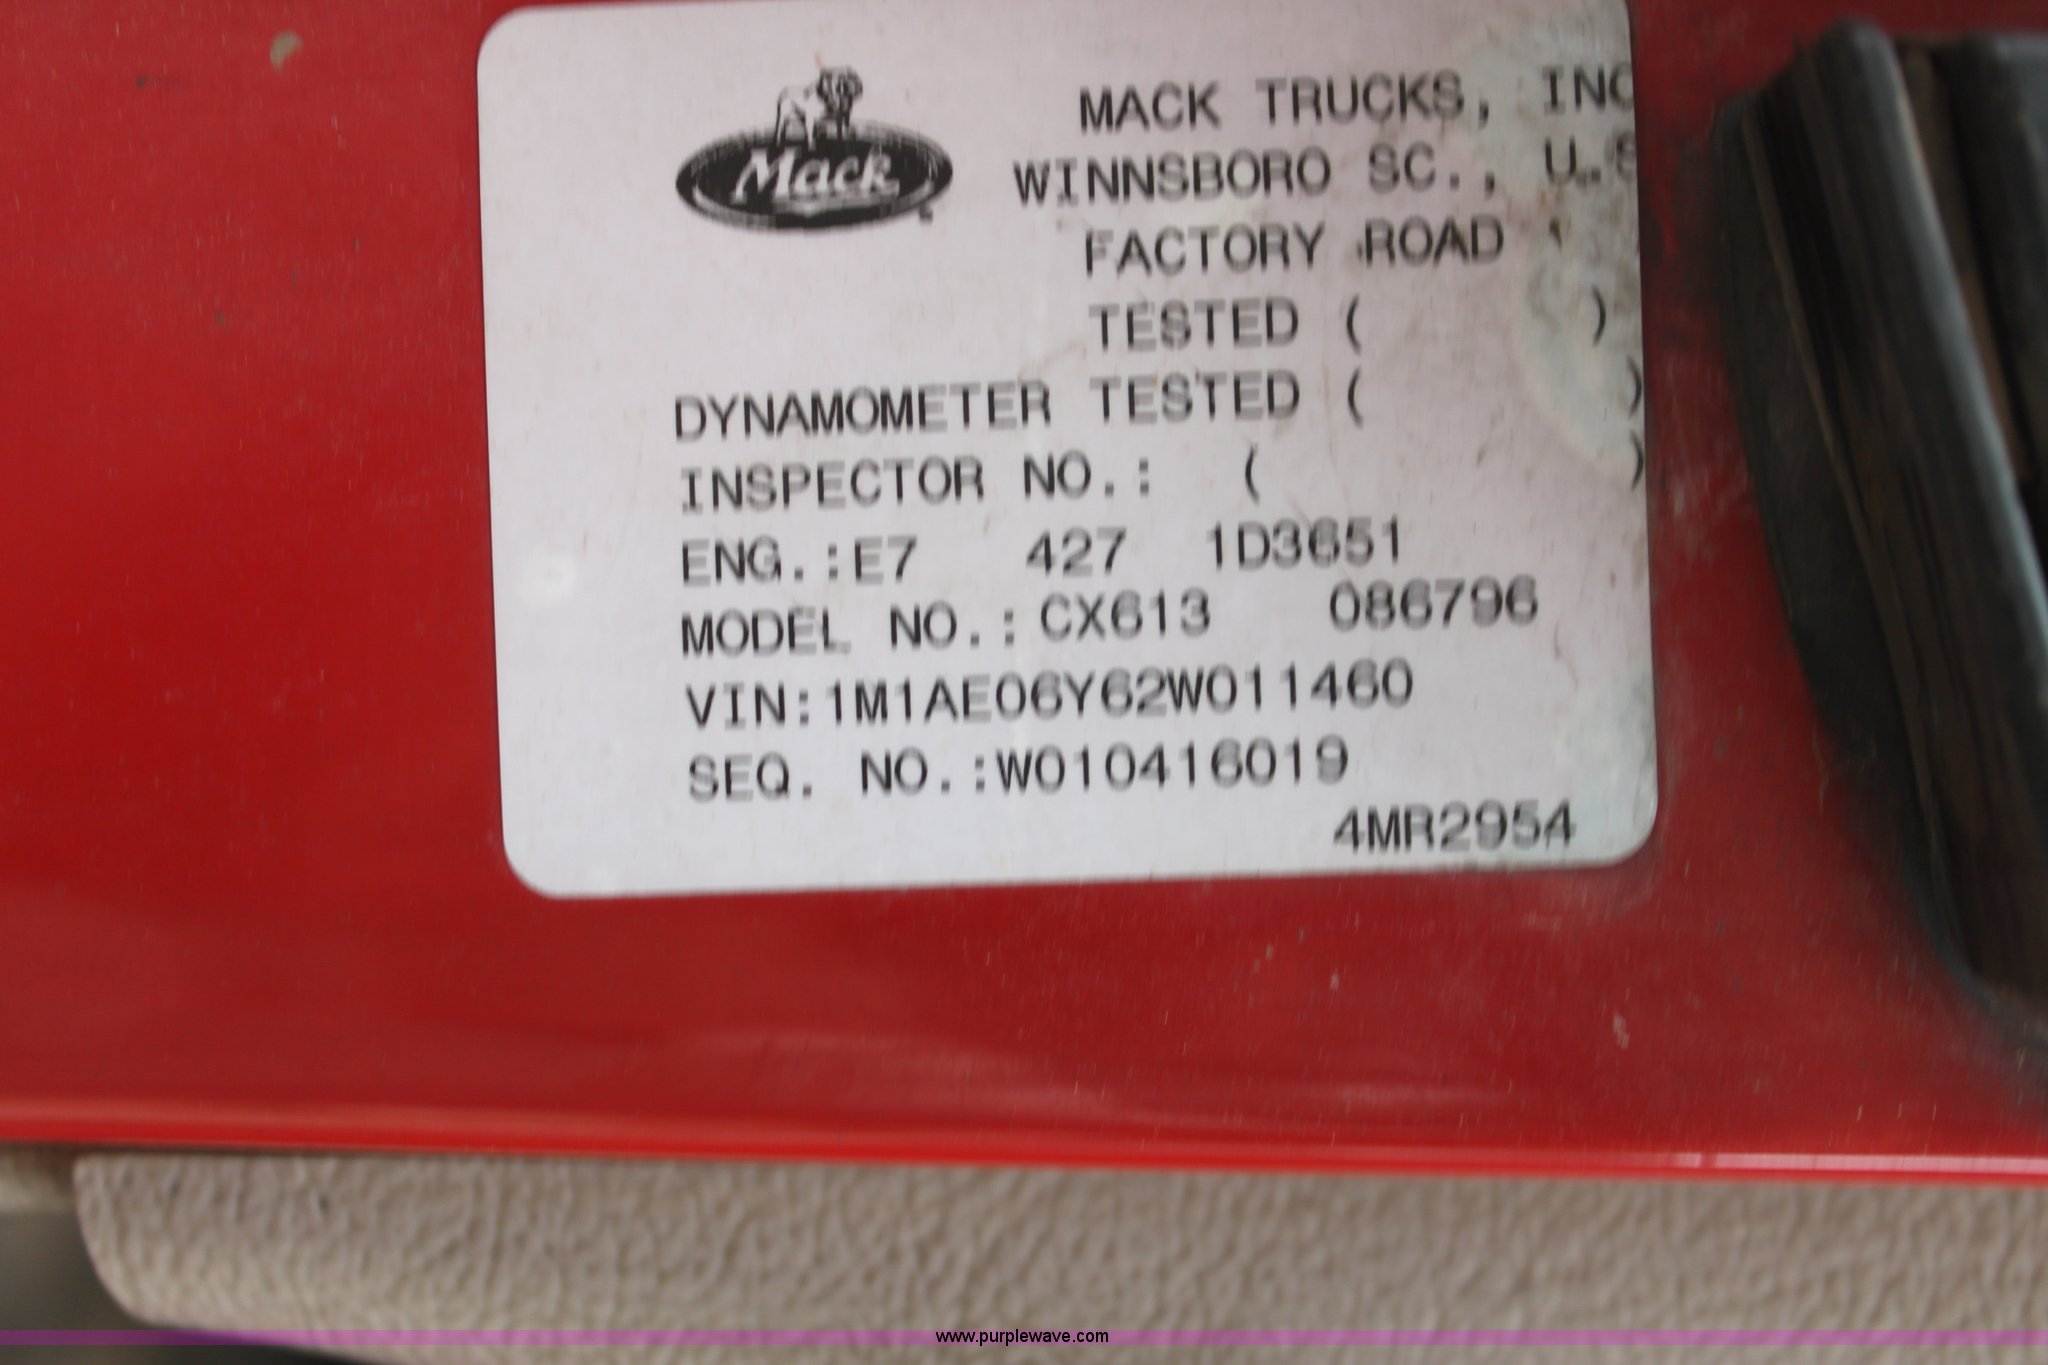 Mack
MACK TRUCKS, INC
WINNSBORO SC., U.S
FACTORY ROAD
TESTED ( )
DYNAMOMETER TESTED ( )
INSPECTOR NO.: ( )
ENG.:E7 427 1D3651
MODEL NO.: CX613 086796
VIN:1M1AE06Y62W011460
SEQ. NO.:W010416019
4MR2954
www.purplewave.com